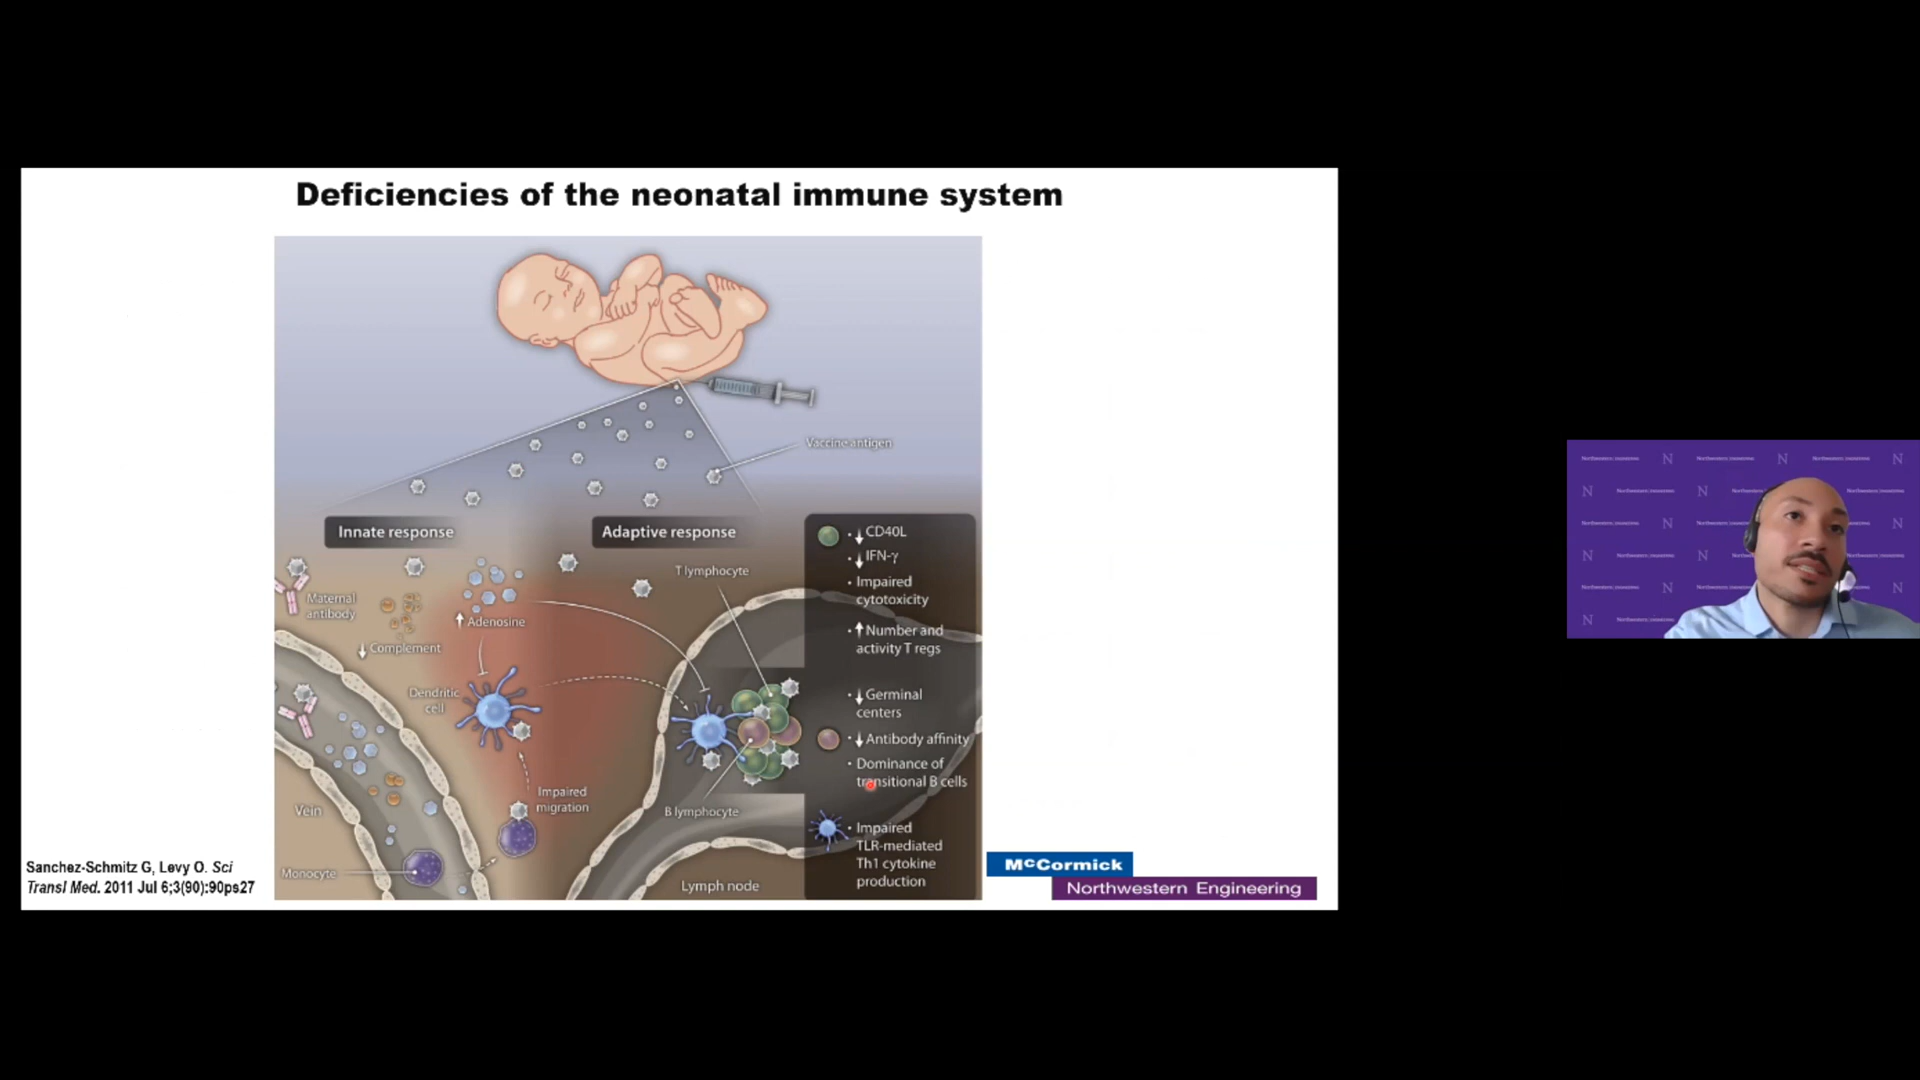 Deficiencies of the neonatal immune system
Vaccine antigen
Innate response
Adaptive response
Maternal
antibody
↓ Complement
↑ Adenosine
T lymphocyte
Dendritic
cell
Impaired
migration
B lymphocyte
Vein
Monocyte
Lymph node
• ↓ CD40L
• ↓ IFN-γ
• Impaired
cytotoxicity
• ↑ Number and
activity T regs
• ↓ Germinal
centers
• ↓ Antibody affinity
• Dominance of
transitional B cells
• Impaired
TLR-mediated
Th1 cytokine
production
Sanchez-Schmitz G, Levy O. Sci
Transl Med. 2011 Jul 6;3(90):90ps27
McCormick
Northwestern Engineering